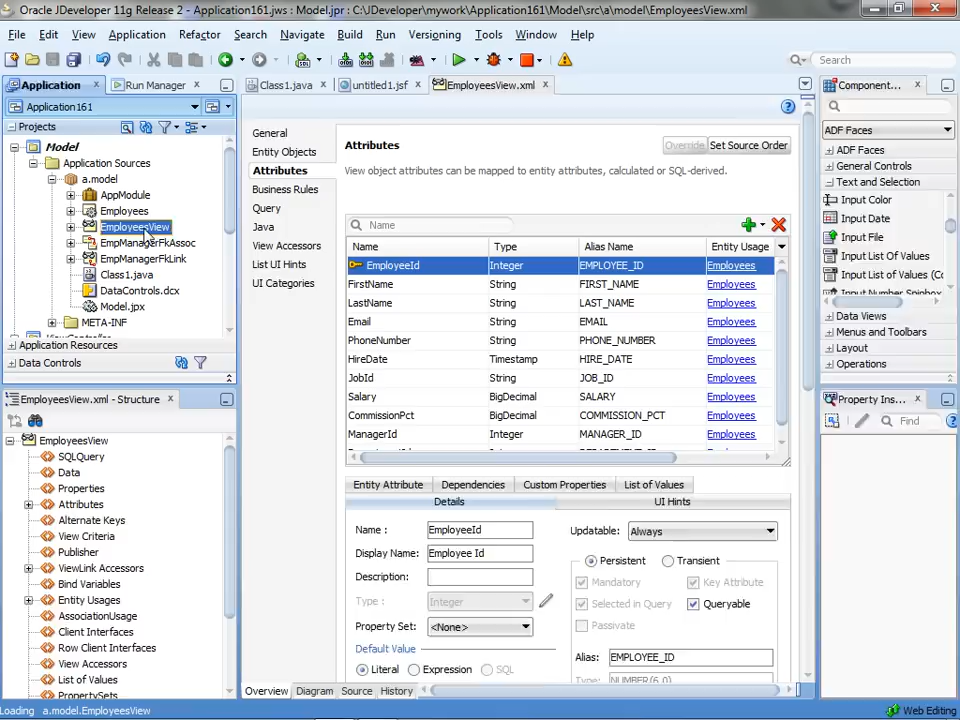 Oracle JDeveloper 11g Release 2 - Application161.jws : Model.jpr : C:\JDeveloper\mywork\Application161\Model\src\a\model\EmployeesView.xml
File Edit View Application Refactor Search Navigate Build Run Versioning Tools Window Help
Search
Application Run Manager
Class1.java untitled1.jsf EmployeesView.xml
Component...
Application161
Projects
Model
Application Sources
a.model
AppModule
Employees
EmployeesView
EmpManagerFkAssoc
EmpManagerFkLink
Class1.java
DataControls.dcx
Model.jpx
META-INF
Application Resources
Data Controls
EmployeesView.xml - Structure
EmployeesView
SQLQuery
Data
Properties
Attributes
Alternate Keys
View Criteria
Publisher
ViewLink Accessors
Bind Variables
Entity Usages
AssociationUsage
Client Interfaces
Row Client Interfaces
View Accessors
List of Values
PropertySets
General
Entity Objects
Attributes
Business Rules
Query
Java
View Accessors
List UI Hints
UI Categories
Attributes
Override Set Source Order
View object attributes can be mapped to entity attributes, calculated or SQL-derived.
Name
Name Type Alias Name Entity Usage
EmployeeId Integer EMPLOYEE_ID Employees
FirstName String FIRST_NAME Employees
LastName String LAST_NAME Employees
Email String EMAIL Employees
PhoneNumber String PHONE_NUMBER Employees
HireDate Timestamp HIRE_DATE Employees
JobId String JOB_ID Employees
Salary BigDecimal SALARY Employees
CommissionPct BigDecimal COMMISSION_PCT Employees
ManagerId Integer MANAGER_ID Employees
Entity Attribute Dependencies Custom Properties List of Values
Details UI Hints
Name : EmployeeId
Display Name: Employee Id
Description:
Type : Integer
Property Set: <None>
Default Value
Literal Expression SQL
Updatable: Always
Persistent Transient
Mandatory Key Attribute
Selected in Query Queryable
Passivate
Alias: EMPLOYEE_ID
Type: NUMBER(6,0)
Overview Diagram Source History
ADF Faces
ADF Faces
General Controls
Text and Selection
Input Color
Input Date
Input File
Input List Of Values
Input List of Values (Co
Input Number Spinbox
Data Views
Menus and Toolbars
Layout
Operations
Property Ins...
Find
Loading a.model.EmployeesView
Web Editing